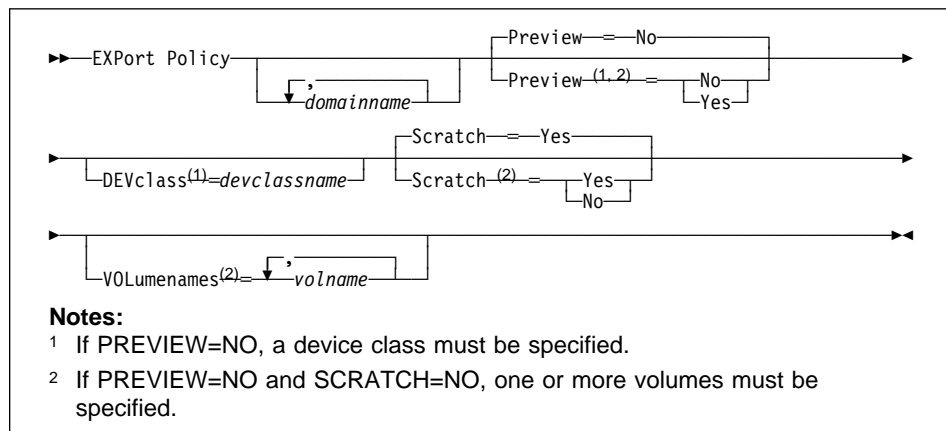 Preview = No
EXPort Policy
,
domainname
Preview (1, 2) = No
Yes
Scratch = Yes
DEVclass(1)=devclassname
Scratch (2) = Yes
No
,
VOLumenames(2)= volname
Notes:
1 If PREVIEW=NO, a device class must be specified.
2 If PREVIEW=NO and SCRATCH=NO, one or more volumes must be
specified.